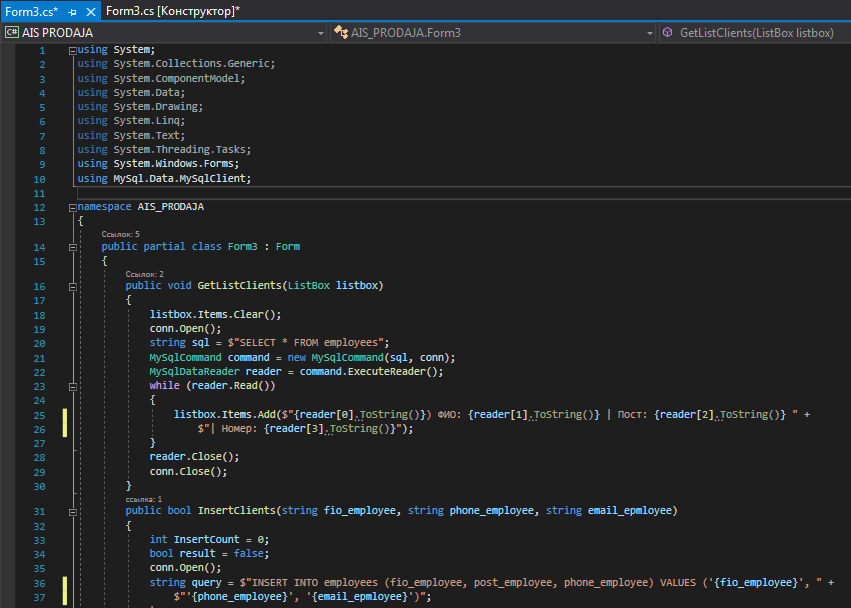 Form3.cs* Form3.cs [Конструктор]*
C# AIS PRODAJA AIS_PRODAJA.Form3 GetListClients(ListBox listbox)
1 using System;
2 using System.Collections.Generic;
3 using System.ComponentModel;
4 using System.Data;
5 using System.Drawing;
6 using System.Linq;
7 using System.Text;
8 using System.Threading.Tasks;
9 using System.Windows.Forms;
10 using MySql.Data.MySqlClient;
11
12 namespace AIS_PRODAJA
13 {
Ссылок: 5
14 public partial class Form3 : Form
15 {
Ссылок: 2
16 public void GetListClients(ListBox listbox)
17 {
18 listbox.Items.Clear();
19 conn.Open();
20 string sql = $"SELECT * FROM employees";
21 MySqlCommand command = new MySqlCommand(sql, conn);
22 MySqlDataReader reader = command.ExecuteReader();
23 while (reader.Read())
24 {
25 listbox.Items.Add($"{reader[0].ToString()}) ФИО: {reader[1].ToString()} | Пост: {reader[2].ToString()} " +
26 $"| Номер: {reader[3].ToString()}");
27 }
28 reader.Close();
29 conn.Close();
30 }
ссылка: 1
31 public bool InsertClients(string fio_employee, string phone_employee, string email_epmloyee)
32 {
33 int InsertCount = 0;
34 bool result = false;
35 conn.Open();
36 string query = $"INSERT INTO employees (fio_employee, post_employee, phone_employee) VALUES ('{fio_employee}', " +
37 $"'{phone_employee}', '{email_epmloyee}')";